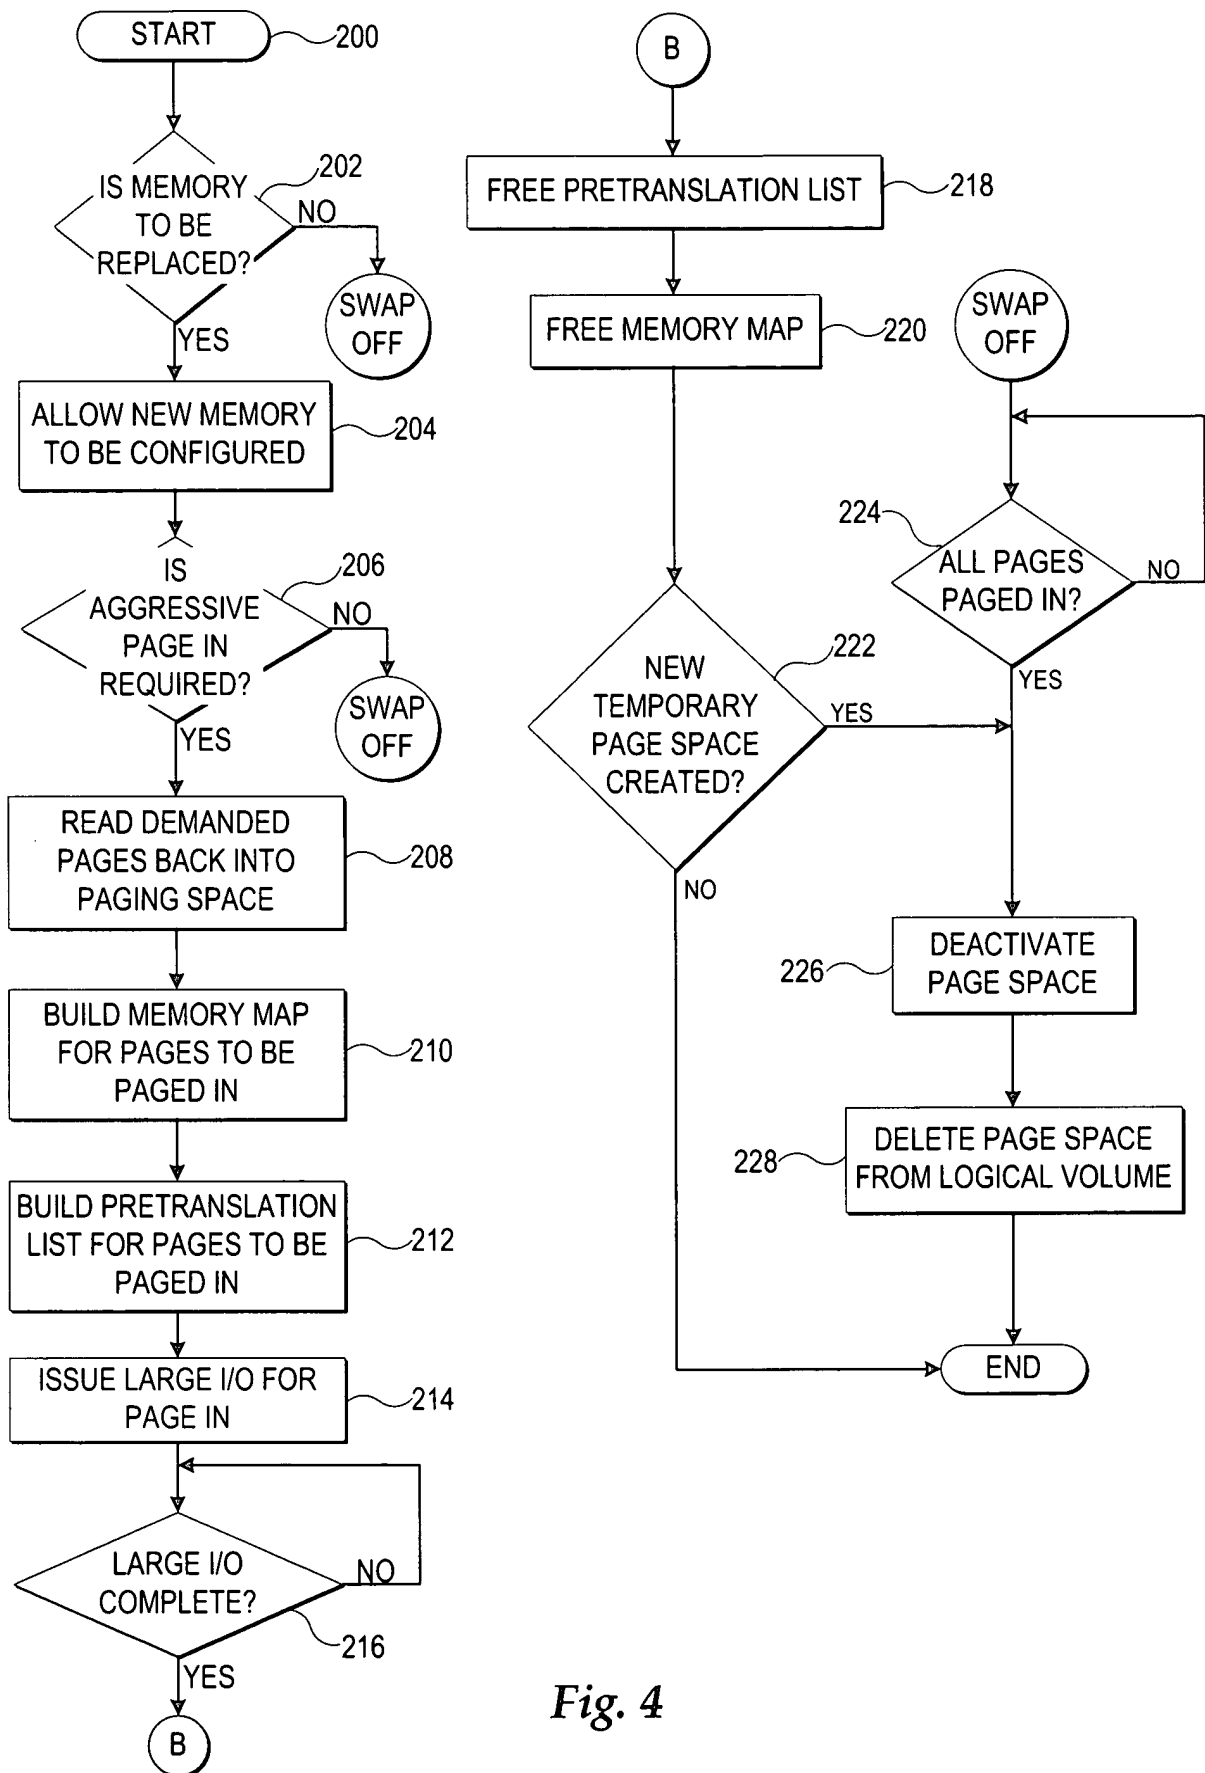 START
200
IS MEMORY
TO BE
REPLACED?
202
NO
SWAP
OFF
YES
ALLOW NEW MEMORY
TO BE CONFIGURED
204
IS
AGGRESSIVE
PAGE IN
REQUIRED?
206
NO
SWAP
OFF
YES
READ DEMANDED
PAGES BACK INTO
PAGING SPACE
208
BUILD MEMORY MAP
FOR PAGES TO BE
PAGED IN
210
BUILD PRETRANSLATION
LIST FOR PAGES TO BE
PAGED IN
212
ISSUE LARGE I/O FOR
PAGE IN
214
LARGE I/O
COMPLETE?
NO
216
YES
B
B
FREE PRETRANSLATION LIST
218
FREE MEMORY MAP
220
NEW
TEMPORARY
PAGE SPACE
CREATED?
222
YES
NO
SWAP
OFF
224
ALL PAGES
PAGED IN?
NO
YES
DEACTIVATE
PAGE SPACE
226
DELETE PAGE SPACE
FROM LOGICAL VOLUME
228
END
Fig. 4